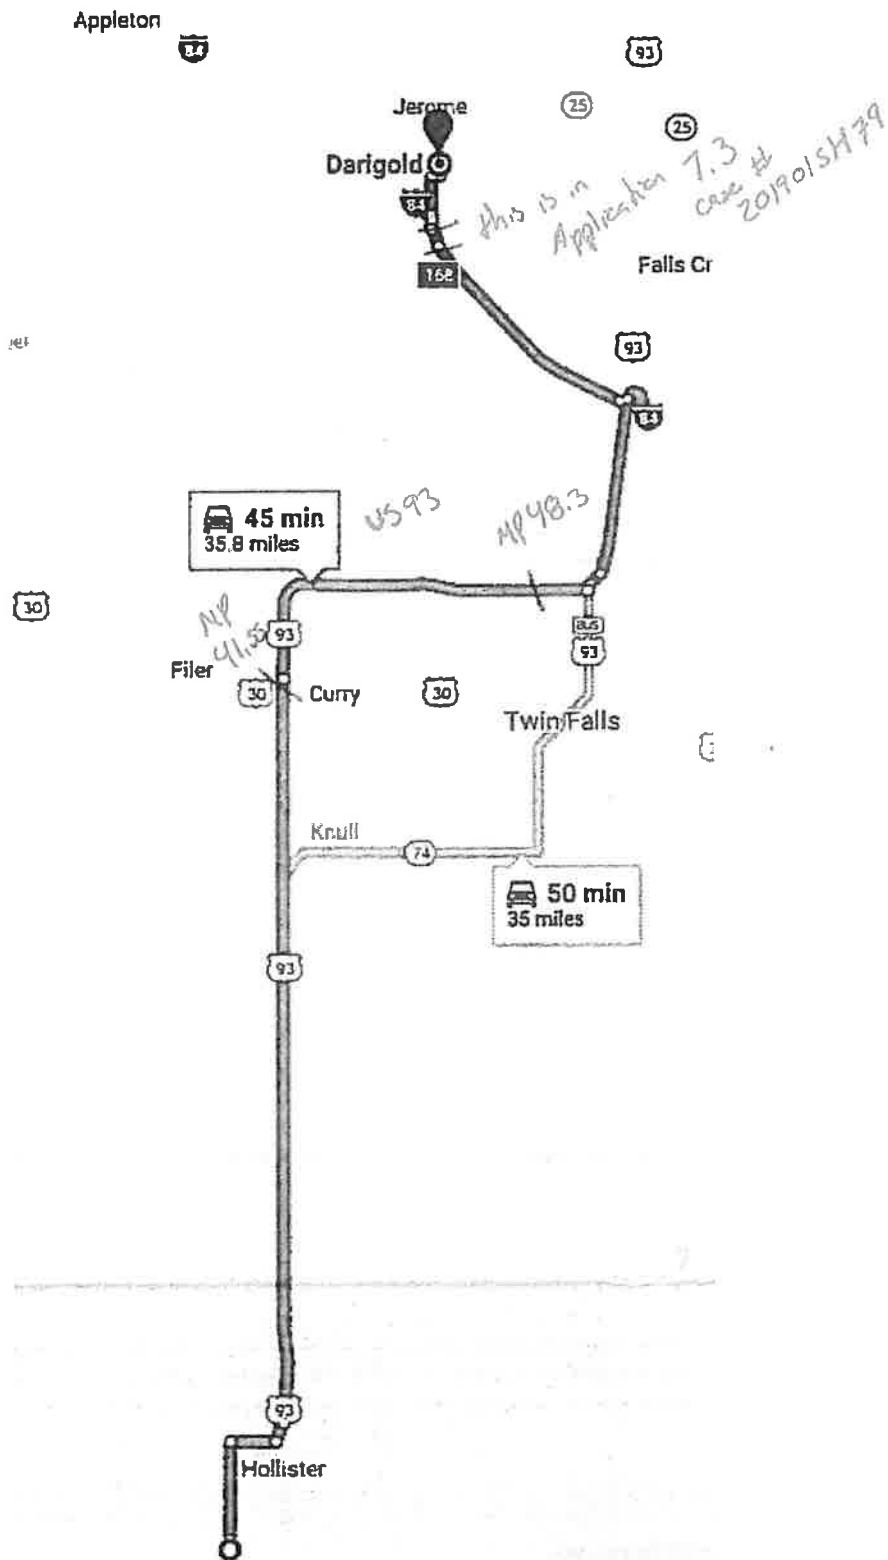 Appleton
84
93
Jerome
25
25
Darigold
84
this is in
Application 7.3
case #
201901SH79
168
Falls Cr
93
84
45 min
35.8 miles
US 93
MP 48.3
30
MP
41.55
93
BUS
93
Filer
30
Curry
30
Twin Falls
Knull
74
50 min
35 miles
93
93
Hollister